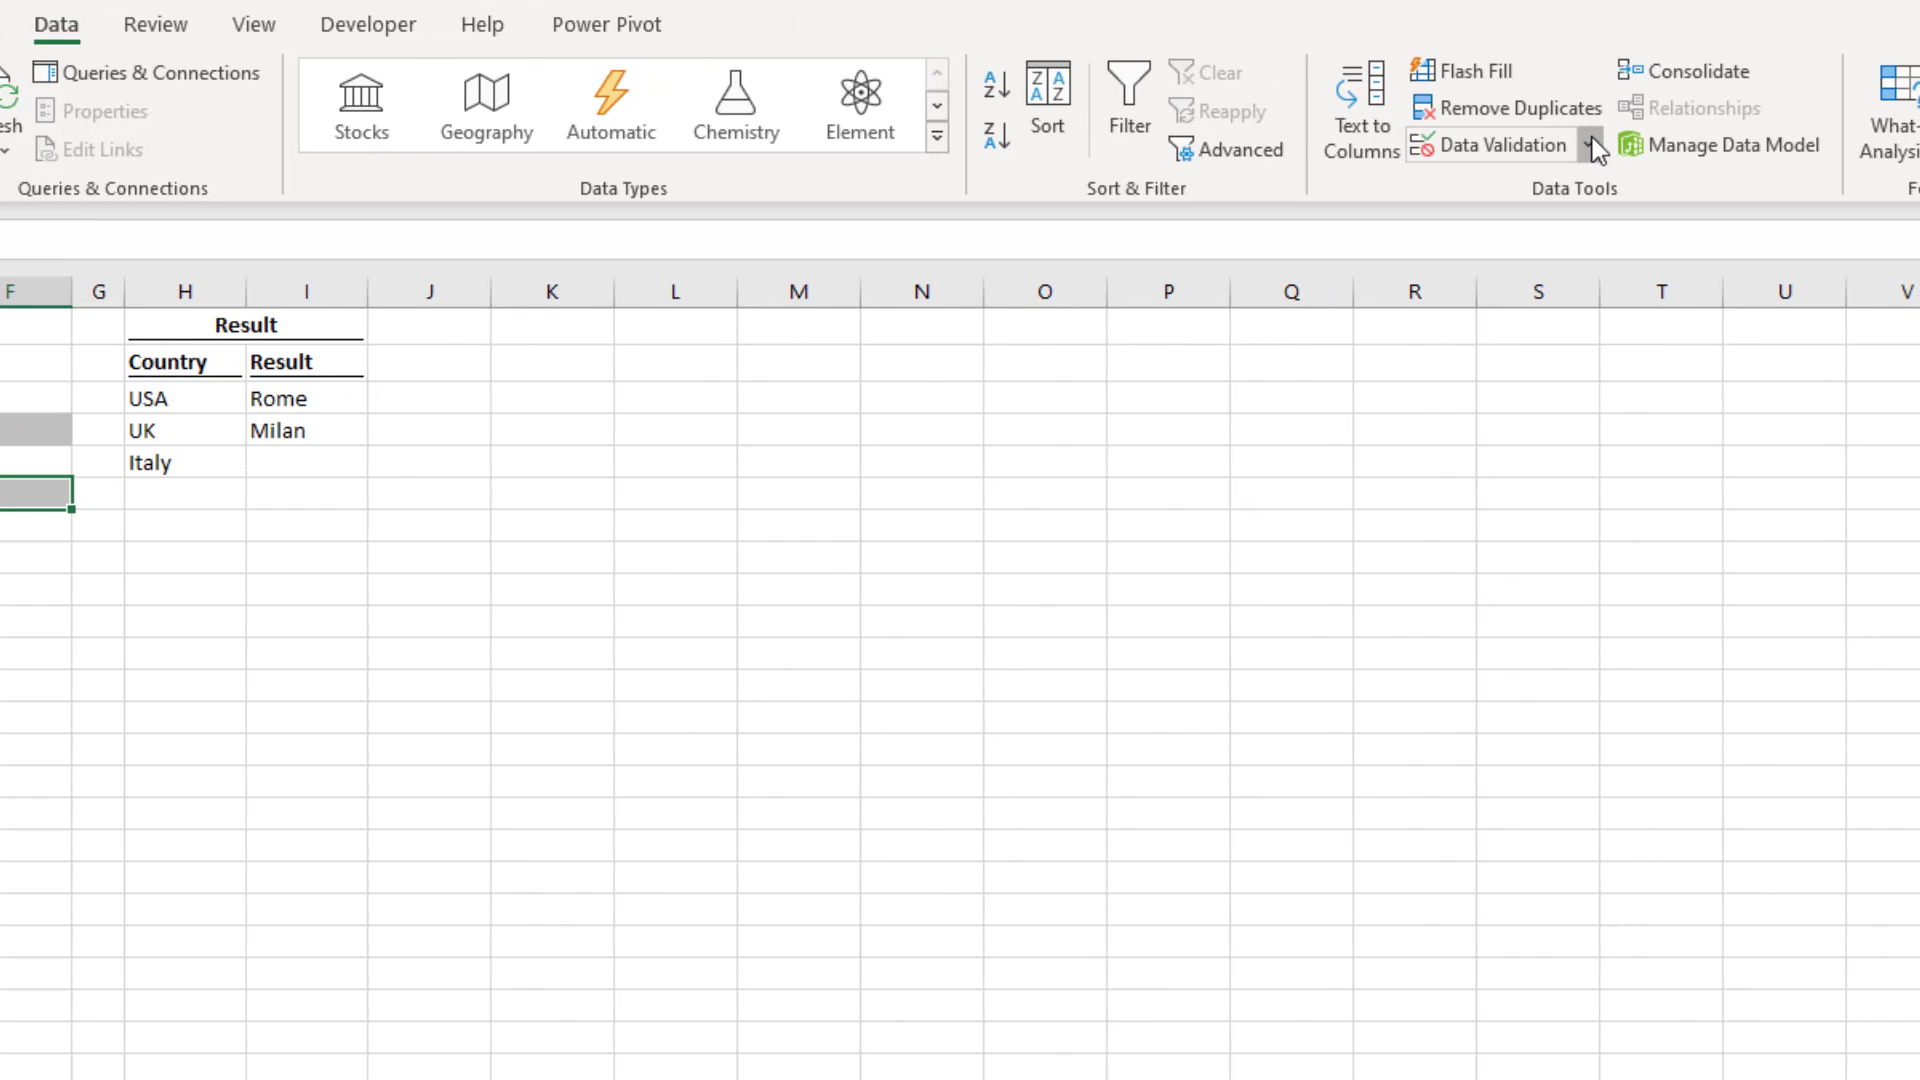 Data Review View Developer Help Power Pivot
Queries & Connections
Properties
Edit Links
Queries & Connections
Stocks Geography Automatic Chemistry Element
Data Types
Sort
Filter
Clear
Reapply
Advanced
Sort & Filter
Text to
Columns
Flash Fill
Remove Duplicates
Data Validation
Consolidate
Relationships
Manage Data Model
Data Tools
F G H I J K L M N O P Q R S T U V
Result
Country Result
USA Rome
UK Milan
Italy